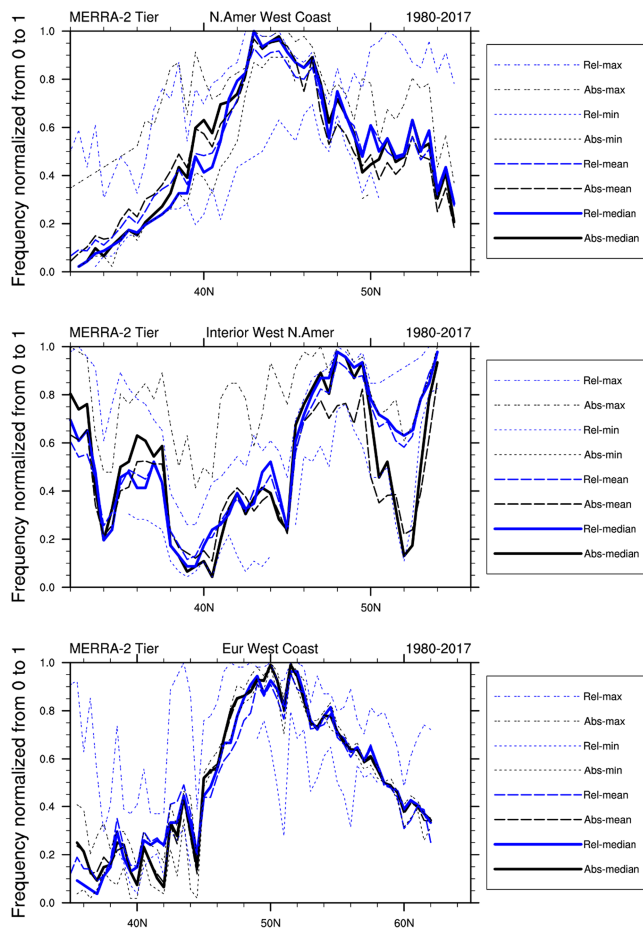 MERRA-2 Tier N.Amer West Coast 1980-2017
Frequency normalized from 0 to 1
1.0
0.8
0.6
0.4
0.2
0.0
40N 50N
Rel-max
Abs-max
Rel-min
Abs-min
Rel-mean
Abs-mean
Rel-median
Abs-median
MERRA-2 Tier Interior West N.Amer 1980-2017
Frequency normalized from 0 to 1
1.0
0.8
0.6
0.4
0.2
0.0
40N 50N
Rel-max
Abs-max
Rel-min
Abs-min
Rel-mean
Abs-mean
Rel-median
Abs-median
MERRA-2 Tier Eur West Coast 1980-2017
Frequency normalized from 0 to 1
1.0
0.8
0.6
0.4
0.2
0.0
40N 50N 60N
Rel-max
Abs-max
Rel-min
Abs-min
Rel-mean
Abs-mean
Rel-median
Abs-median